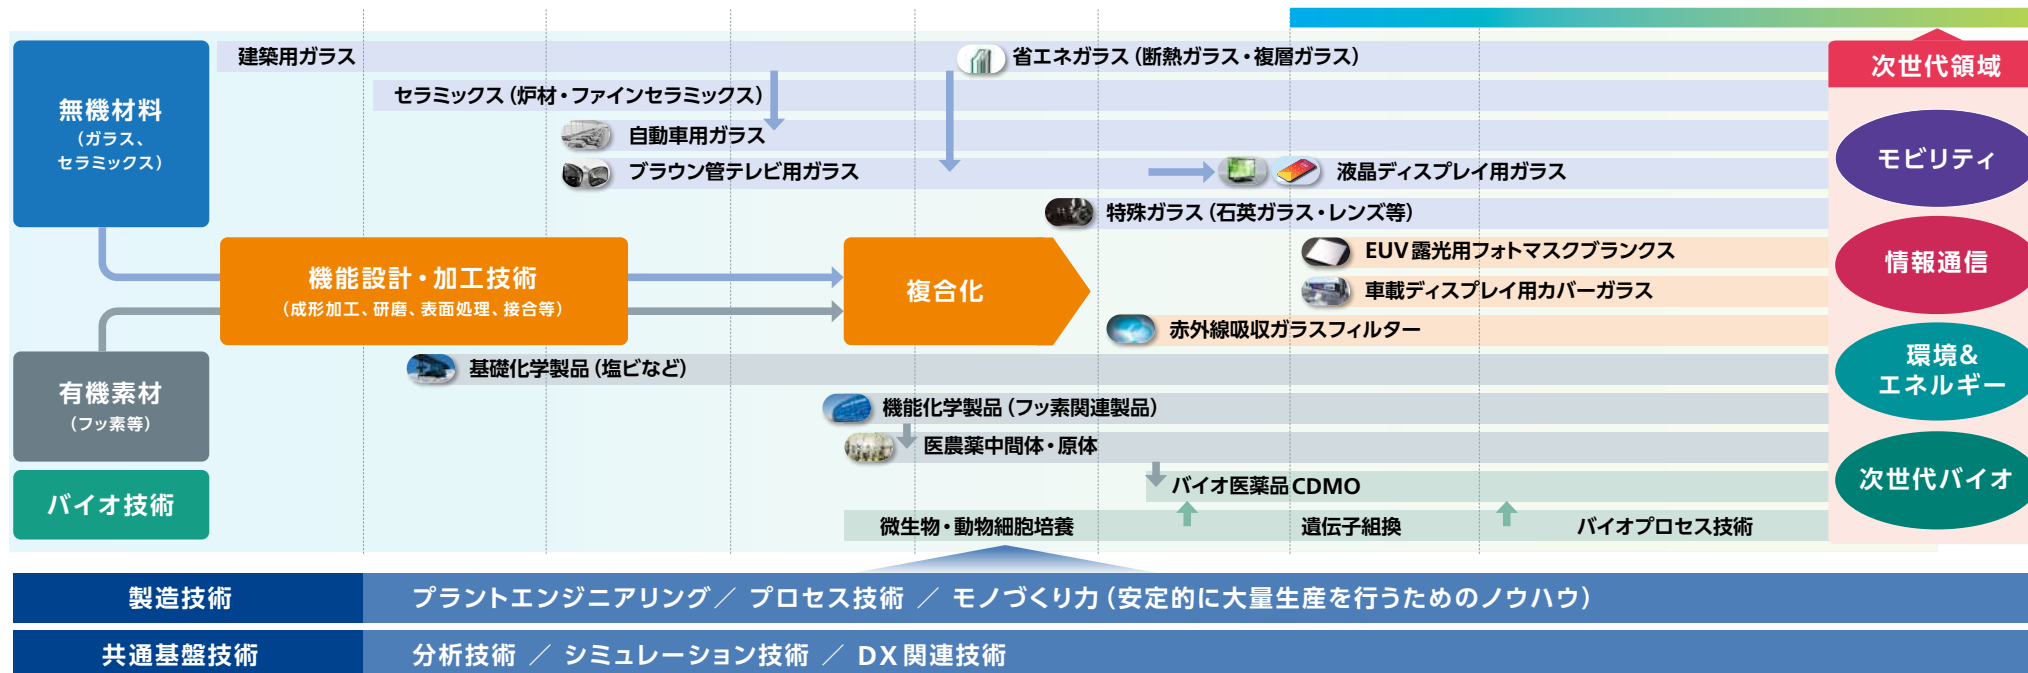 建築用ガラス
省エネガラス（断熱ガラス・複層ガラス）
次世代領域
無機材料
（ガラス、
セラミックス）
セラミックス（炉材・ファインセラミックス）
自動車用ガラス
ブラウン管テレビ用ガラス
液晶ディスプレイ用ガラス
モビリティ
特殊ガラス（石英ガラス・レンズ等）
機能設計・加工技術
（成形加工、研磨、表面処理、接合等）
複合化
EUV露光用フォトマスクブランクス
車載ディスプレイ用カバーガラス
赤外線吸収ガラスフィルター
情報通信
有機素材
（フッ素等）
基礎化学製品（塩ビなど）
機能化学製品（フッ素関連製品）
医農薬中間体・原体
環境&
エネルギー
バイオ技術
バイオ医薬品CDMO
微生物・動物細胞培養
遺伝子組換
バイオプロセス技術
次世代バイオ
製造技術
プラントエンジニアリング／ プロセス技術 ／ モノづくり力（安定的に大量生産を行うためのノウハウ）
共通基盤技術
分析技術 ／ シミュレーション技術 ／ DX関連技術